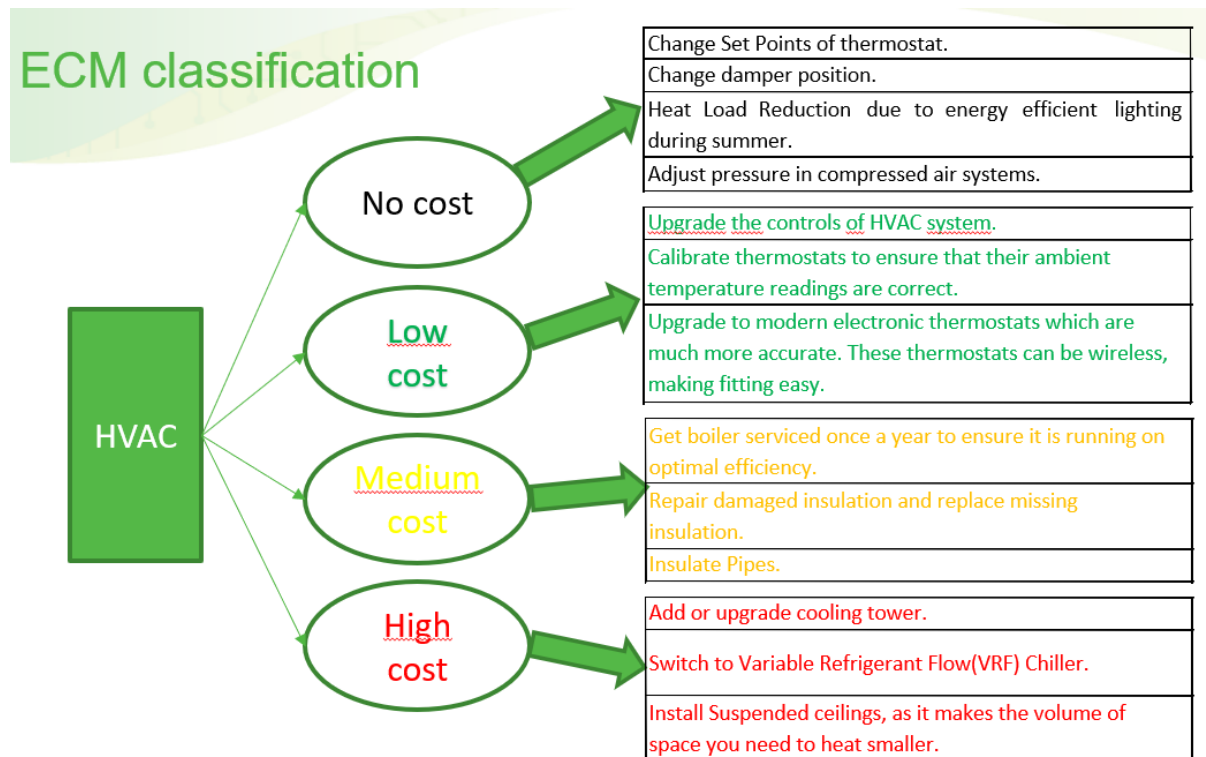 ECM classification
HVAC
No cost
Low
cost
Medium
cost
High
cost
Change Set Points of thermostat.
Change damper position.
Heat Load Reduction due to energy efficient lighting
during summer.
Adjust pressure in compressed air systems.
Upgrade the controls of HVAC system.
Calibrate thermostats to ensure that their ambient
temperature readings are correct.
Upgrade to modern electronic thermostats which are
much more accurate. These thermostats can be wireless,
making fitting easy.
Get boiler serviced once a year to ensure it is running on
optimal efficiency.
Repair damaged insulation and replace missing
insulation.
Insulate Pipes.
Add or upgrade cooling tower.
Switch to Variable Refrigerant Flow(VRF) Chiller.
Install Suspended ceilings, as it makes the volume of
space you need to heat smaller.